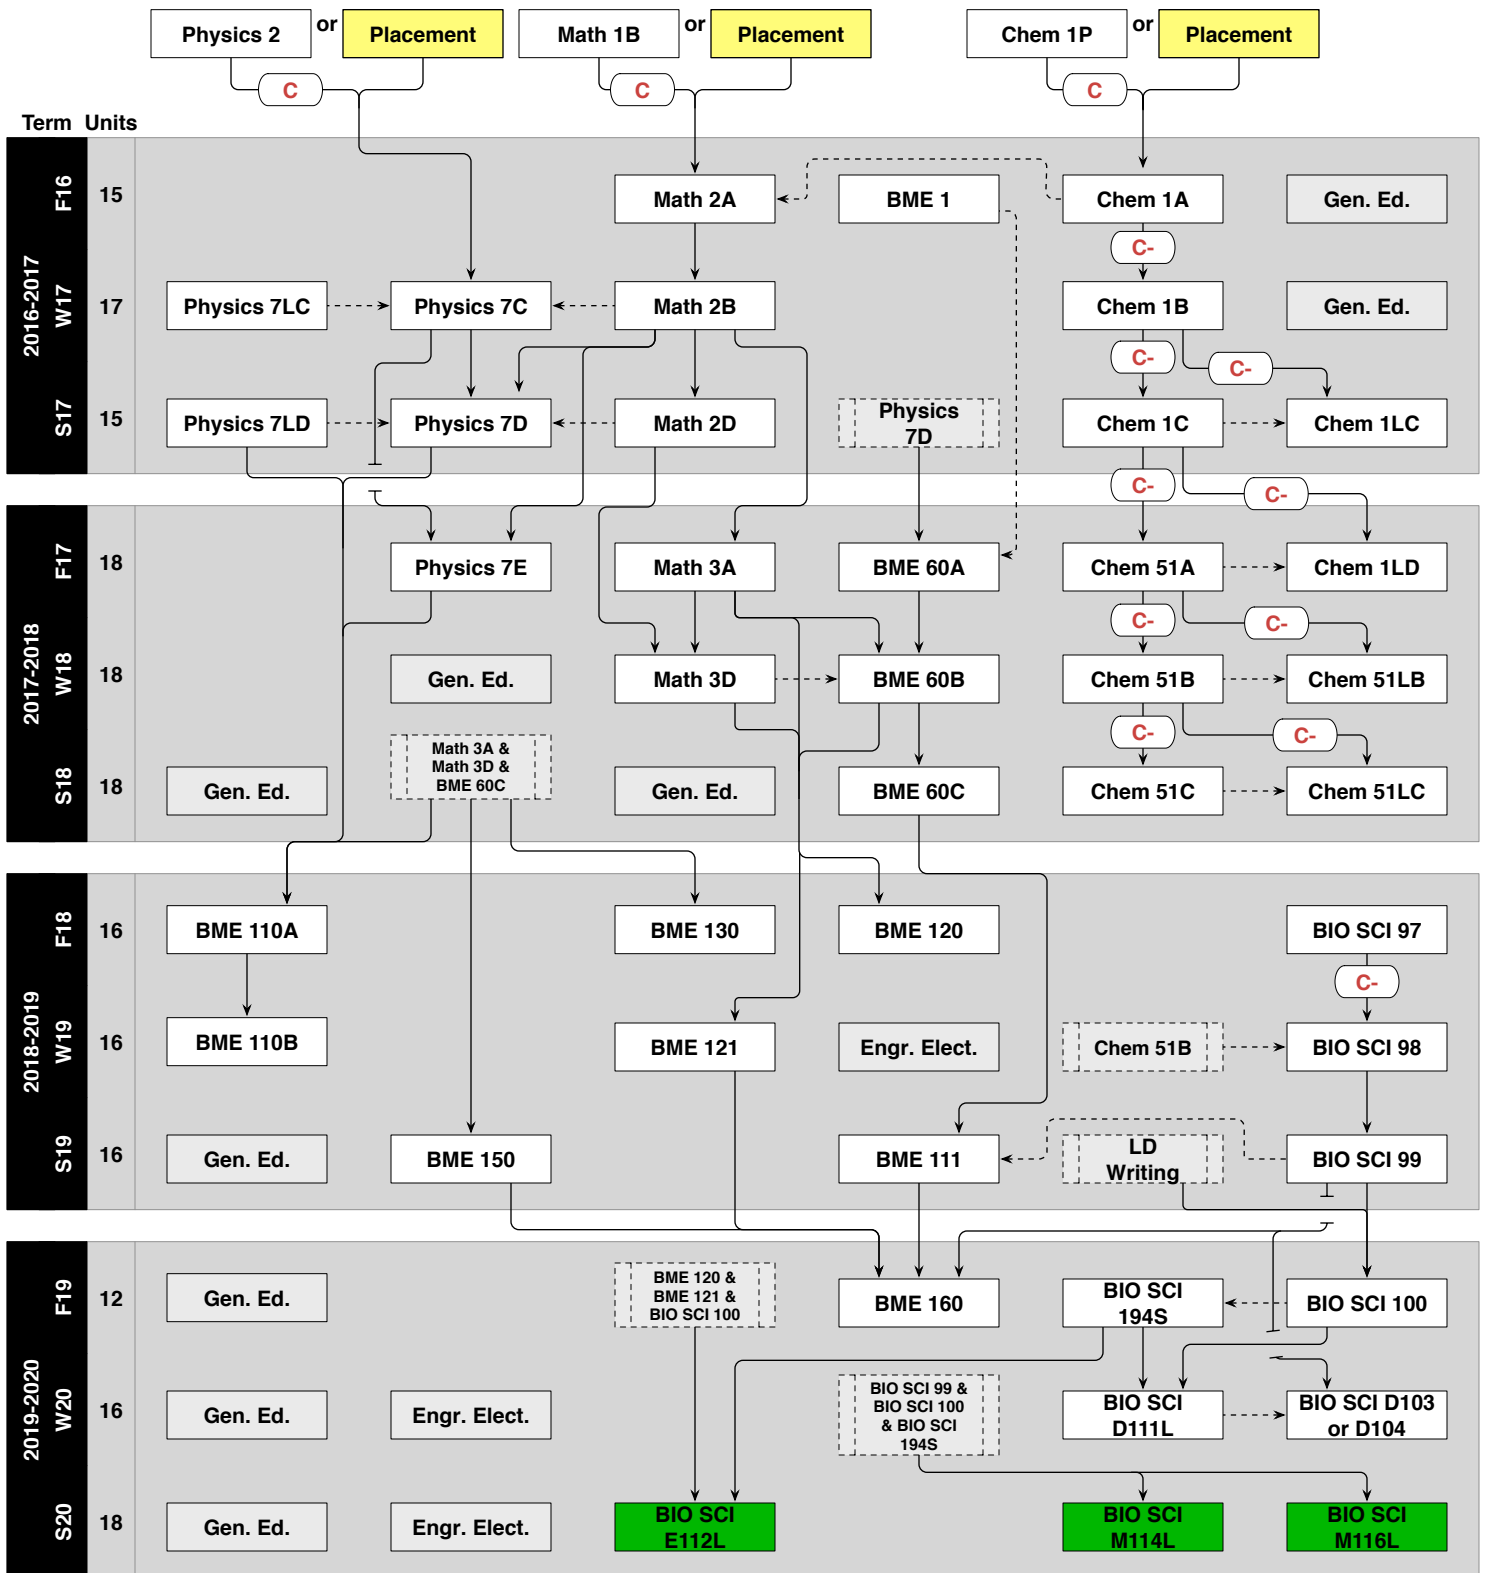 Physics 2 or Placement Math 1B or Placement Chem 1P or Placement
C C C
Term Units
2016-2017
F16 15 Math 2A BME 1 Chem 1A Gen. Ed.
C-
W17 17 Physics 7LC Physics 7C Math 2B Chem 1B Gen. Ed.
C- C-
S17 15 Physics 7LD Physics 7D Math 2D Physics
7D
Chem 1C Chem 1LC
C- C-
2017-2018
F17 18 Physics 7E Math 3A BME 60A Chem 51A Chem 1LD
C- C-
W18 18 Gen. Ed. Math 3D BME 60B Chem 51B Chem 51LB
C- C-
Math 3A &
Math 3D &
BME 60C
S18 18 Gen. Ed. Gen. Ed. BME 60C Chem 51C Chem 51LC
2018-2019
F18 16 BME 110A BME 130 BME 120 BIO SCI 97
C-
W19 16 BME 110B BME 121 Engr. Elect. Chem 51B BIO SCI 98
S19 16 Gen. Ed. BME 150 BME 111 LD
Writing
BIO SCI 99
2019-2020
F19 12 Gen. Ed.
BME 120 &
BME 121 &
BIO SCI 100
BME 160
BIO SCI
194S
BIO SCI 100
W20 16 Gen. Ed. Engr. Elect.
BIO SCI 99 &
BIO SCI 100
& BIO SCI
194S
BIO SCI
D111L
BIO SCI D103
or D104
S20 18 Gen. Ed. Engr. Elect.
BIO SCI
E112L
BIO SCI
M114L
BIO SCI
M116L